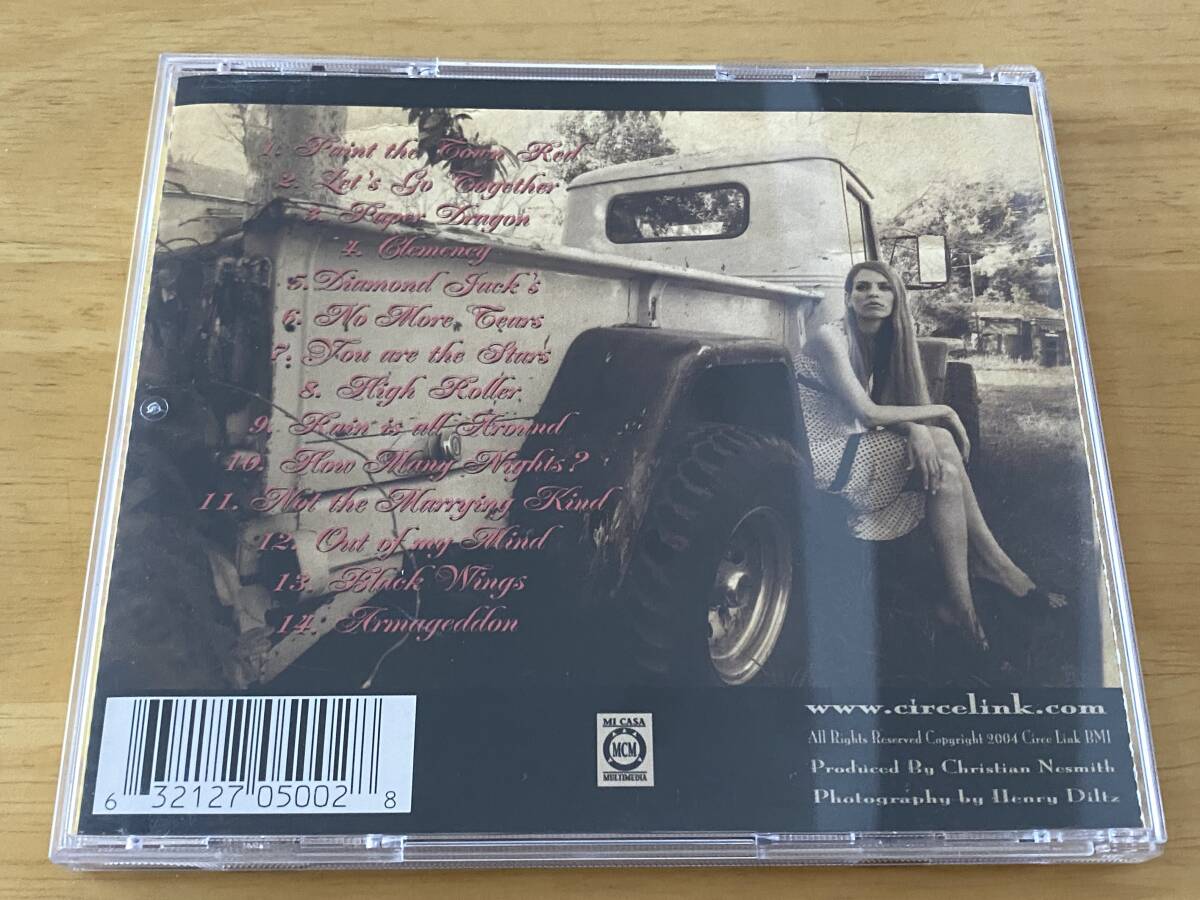 1. Paint the Town Red
2. Let's Go Together
3. Paper Dragon
4. Clemency
5. Diamond Jack's
6. No More Tears
7. You are the Stars
8. High Roller
9. Rain is all Around
10. How Many Nights?
11. Not the Marrying Kind
12. Out of my Mind
13. Black Wings
14. Armageddon
6 32127 05002 8
MI CASA
MCM
MULTIMEDIA
www.circelink.com
All Rights Reserved Copyright 2004 Circe Link BMI
Produced By Christian Nesmith
Photography by Henry Diltz